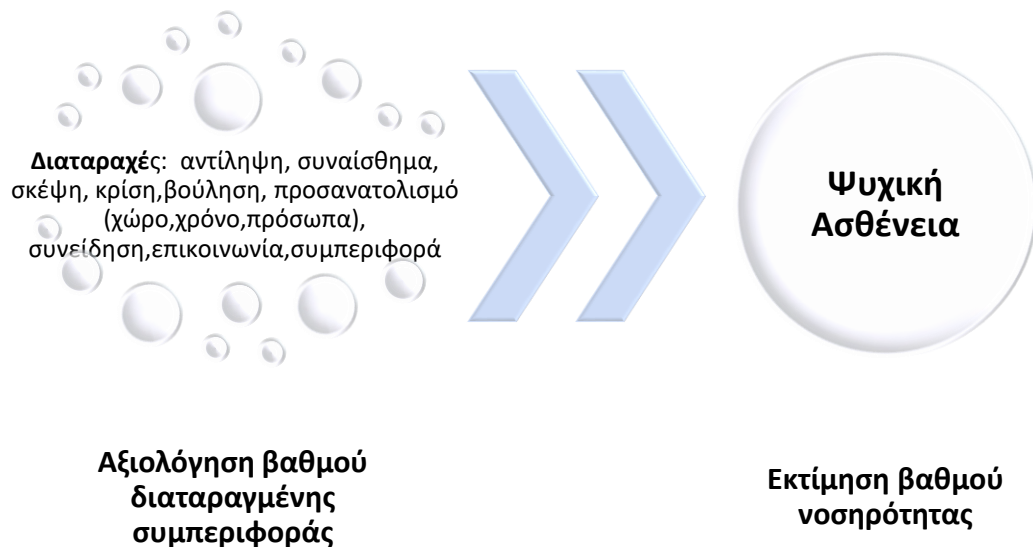 Διαταραχές: αντίληψη, συναίσθημα,
σκέψη, κρίση,βούληση, προσανατολισμό
(χώρο,χρόνο,πρόσωπα),
συνείδηση,επικοινωνία,συμπεριφορά
Ψυχική
Ασθένεια
Αξιολόγηση βαθμού
διαταραγμένης
συμπεριφοράς
Εκτίμηση βαθμού
νοσηρότητας